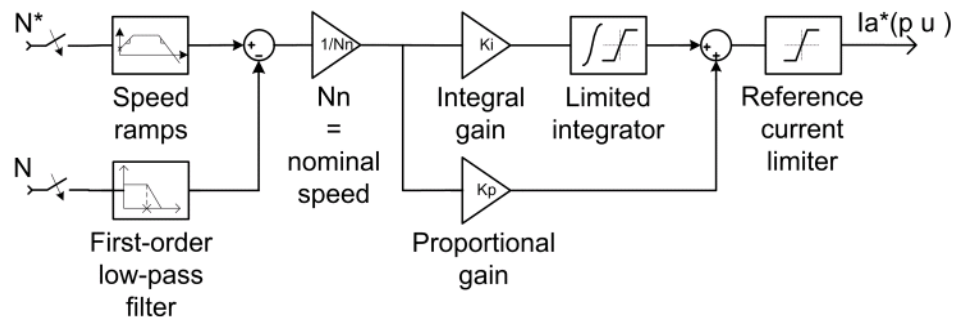 N*
Ia*(p u )
1/Nn
Ki
Speed
ramps
Nn
=
nominal
speed
Integral
gain
Limited
integrator
Reference
current
limiter
N
Kp
First-order
low-pass
filter
Proportional
gain